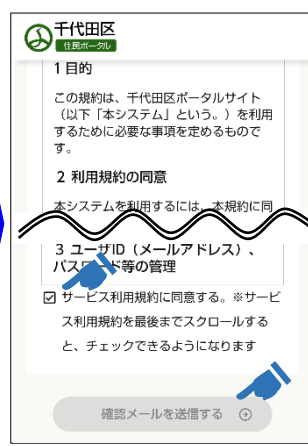 千代田区
住民ポータル
1 目的
この規約は、千代田区ポータルサイト
（以下「本システム」という。）を利用
するために必要な事項を定めるもので
す。
2 利用規約の同意
本システムを利用するには、本規約に同
3 ユーザID（メールアドレス）、
パスワード等の管理
サービス利用規約に同意する。※サービ
ス利用規約を最後までスクロールする
と、チェックできるようになります
確認メールを送信する